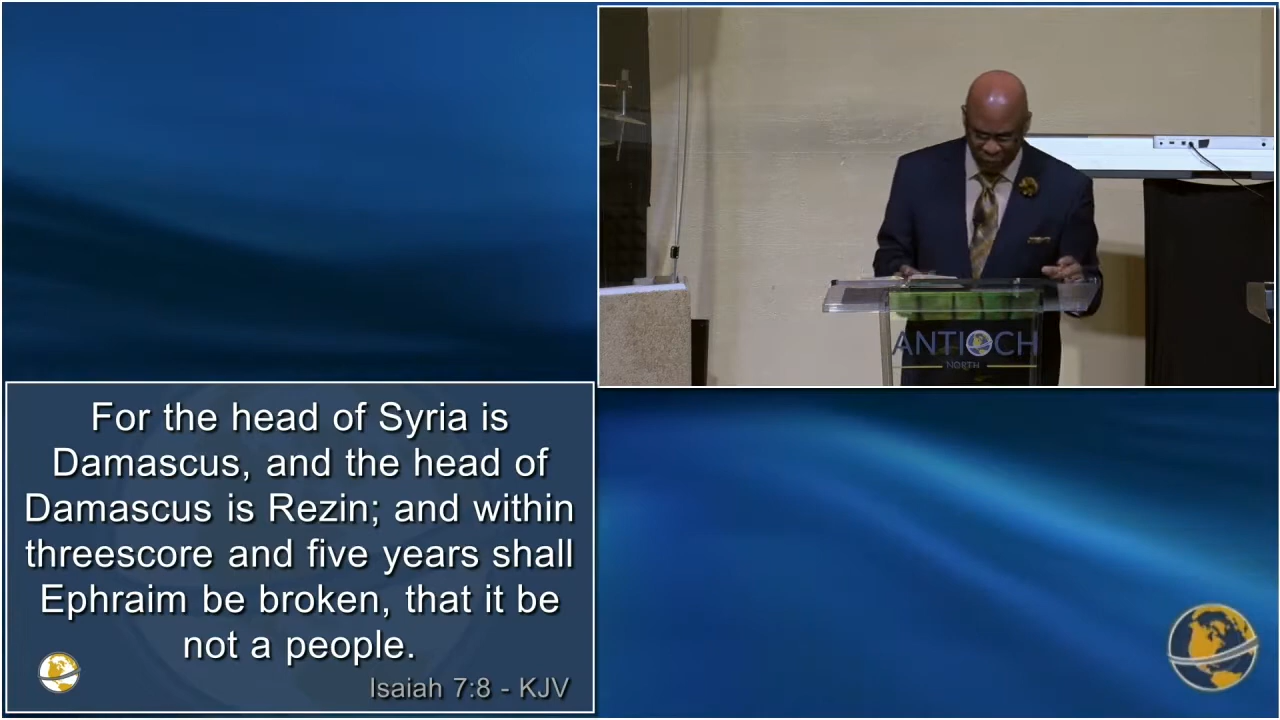 For the head of Syria is
Damascus, and the head of
Damascus is Rezin; and within
threescore and five years shall
Ephraim be broken, that it be
not a people.
Isaiah 7:8 - KJV
ANTIOCH
NORTH